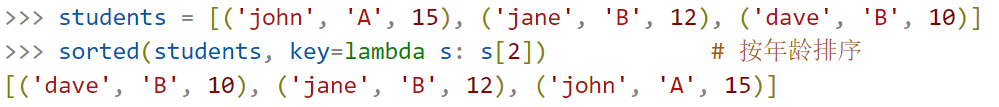 >>> students = [('john', 'A', 15), ('jane', 'B', 12), ('dave', 'B', 10)]
>>> sorted(students, key=lambda s: s[2])            # 按年龄排序
[('dave', 'B', 10), ('jane', 'B', 12), ('john', 'A', 15)]